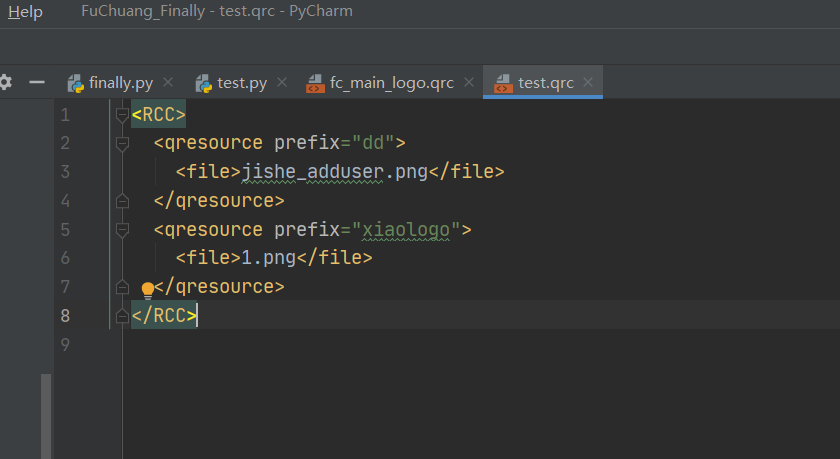 Help FuChuang_Finally - test.qrc - PyCharm
finally.py test.py fc_main_logo.qrc test.qrc
1 <RCC>
2 <qresource prefix="dd">
3 <file>jishe_adduser.png</file>
4 </qresource>
5 <qresource prefix="xiaologo">
6 <file>1.png</file>
7 </qresource>
8 </RCC>
9